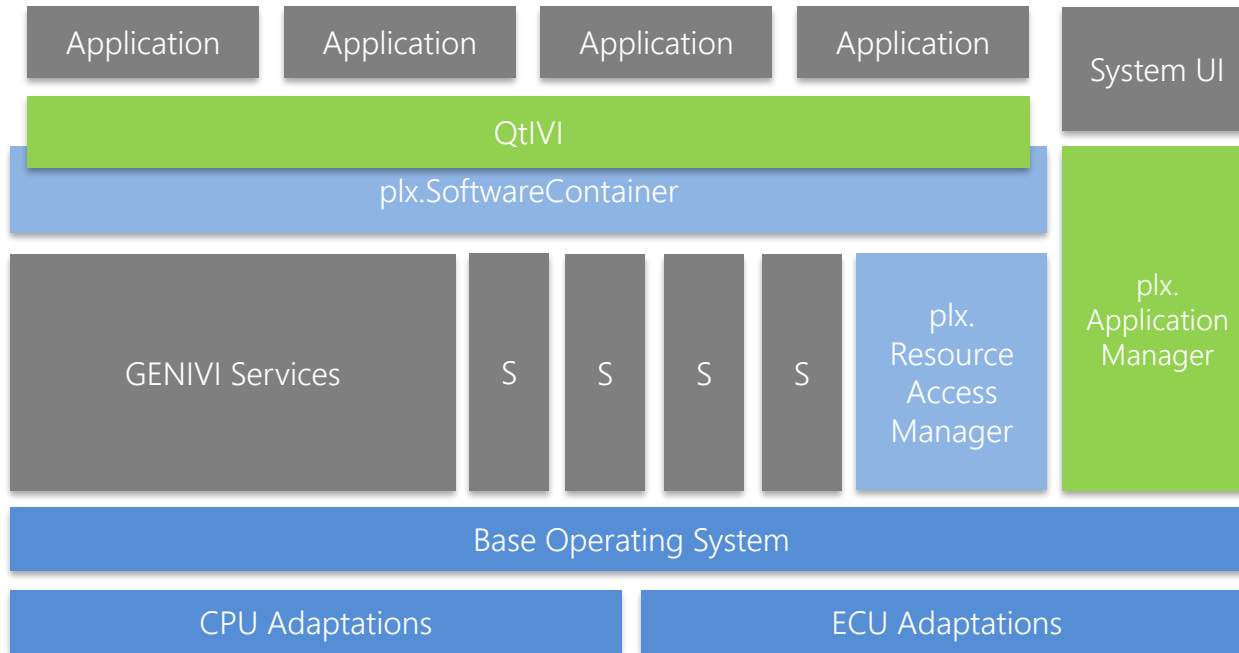 Application
Application
Application
Application
System UI
QtIVI
plx.SoftwareContainer
GENIVI Services
S
S
S
S
plx.
Resource
Access
Manager
plx.
Application
Manager
Base Operating System
CPU Adaptations
ECU Adaptations